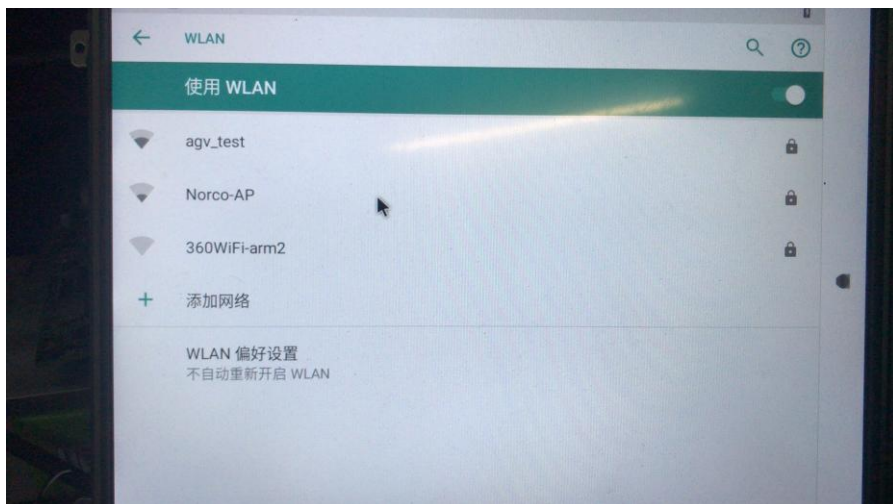 WLAN
使用 WLAN
agv_test
Norco-AP
360WiFi-arm2
添加网络
WLAN 偏好设置
不自动重新开启 WLAN